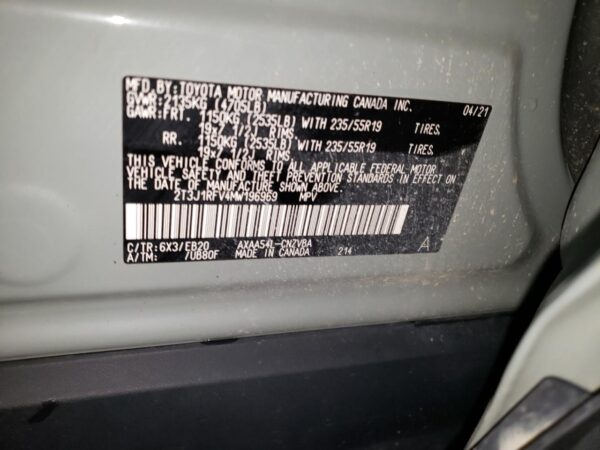 MFD. BY: TOYOTA MOTOR MANUFACTURING CANADA INC. 04/21
GVWR: 2135KG (4705LB)
GAWR: FRT. 1150KG (2535LB) WITH 235/55R19 TIRES,
19x7 1/2J RIMS.
RR. 1150KG (2535LB) WITH 235/55R19 TIRES,
19x7 1/2J RIMS.
THIS VEHICLE CONFORMS TO ALL APPLICABLE FEDERAL MOTOR
VEHICLE SAFETY AND THEFT PREVENTION STANDARDS IN EFFECT ON
THE DATE OF MANUFACTURE SHOWN ABOVE.
2T3J1RFV4MW196969 MPV
C/TR: 6X3/EB20 AXAA54L-CNZVBA A
A/TM: /UB80F MADE IN CANADA 214